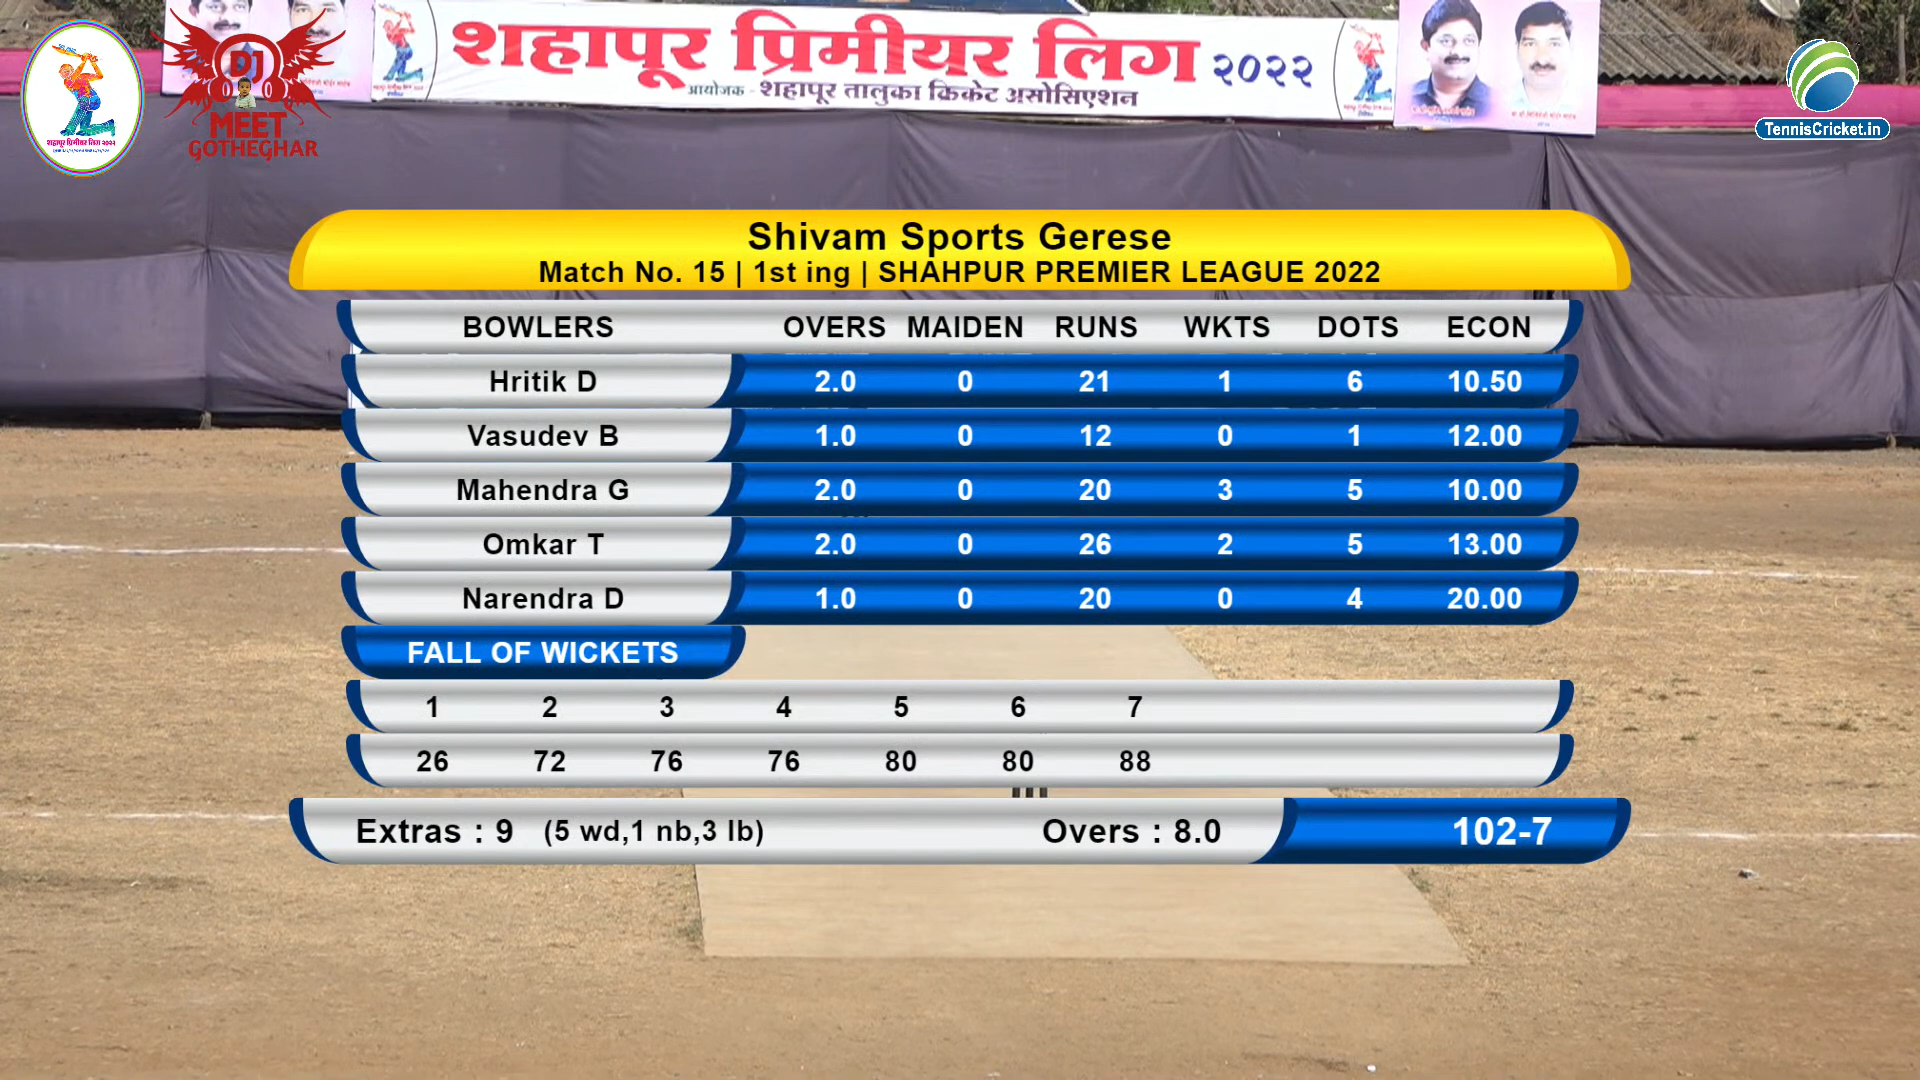 शहापूर प्रिमीयर लिग २०२२
आयोजक - शहापूर तालुका क्रिकेट असोसिएशन
शहापूर प्रिमीयर लिग २०२२
DJ
MEET
GOTHEGHAR
TennisCricket.in
Shivam Sports Gerese
Match No. 15 | 1st ing | SHAHPUR PREMIER LEAGUE 2022
BOWLERS OVERS MAIDEN RUNS WKTS DOTS ECON
Hritik D 2.0 0 21 1 6 10.50
Vasudev B 1.0 0 12 0 1 12.00
Mahendra G 2.0 0 20 3 5 10.00
Omkar T 2.0 0 26 2 5 13.00
Narendra D 1.0 0 20 0 4 20.00
FALL OF WICKETS
1 2 3 4 5 6 7
26 72 76 76 80 80 88
Extras : 9 (5 wd,1 nb,3 lb) Overs : 8.0 102-7